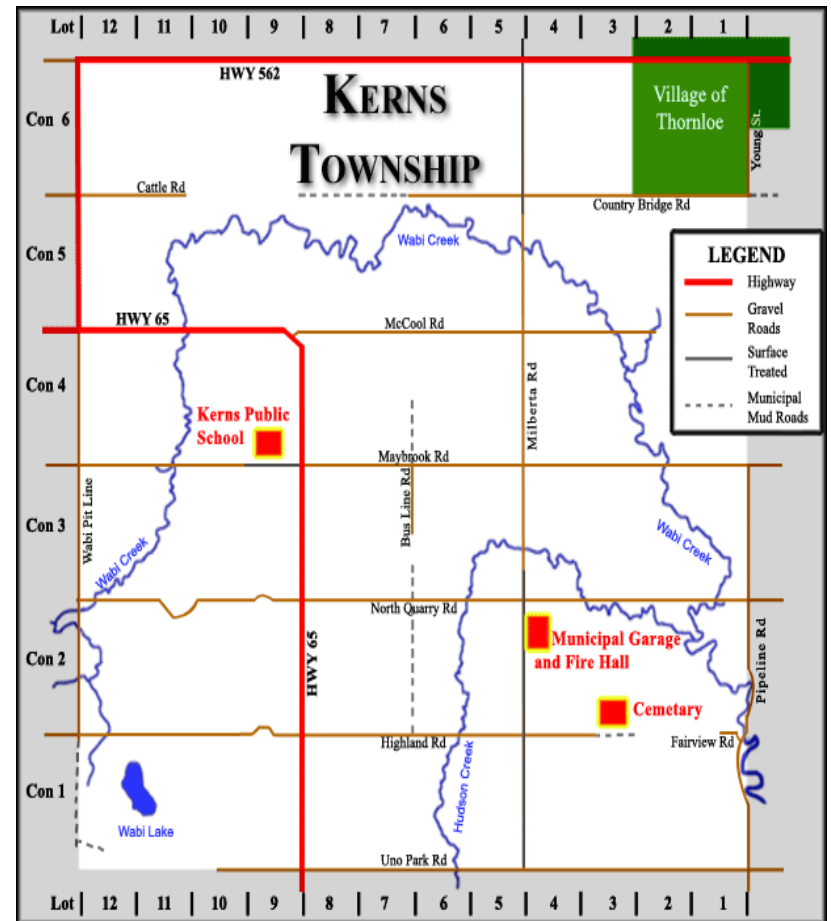 Lot 12 11 10 9 8 7 6 5 4 3 2 1
HWY 562
KERNS
TOWNSHIP
Village of
Thornloe
Con 6
Young St.
Cattle Rd
Country Bridge Rd
Con 5
Wabi Creek
LEGEND
Highway
Gravel
Roads
Surface
Treated
Municipal
Mud Roads
HWY 65
McCool Rd
Con 4
Milberta Rd
Kerns Public
School
Maybrook Rd
Wabi Pit Line
Bus Line Rd
Con 3
Wabi Creek
Wabi Creek
North Quarry Rd
HWY 65
Municipal Garage
and Fire Hall
Con 2
Pipeline Rd
Cemetary
Highland Rd
Fairview Rd
Con 1
Hudson Creek
Wabi Lake
Uno Park Rd
Lot 12 11 10 9 8 7 6 5 4 3 2 1